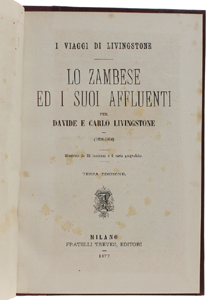 I VIAGGI DI LIVINGSTONE
LO ZAMBESE
ED I SUOI AFFLUENTI
PER
DAVIDE E CARLO LIVINGSTONE
TERZA EDIZIONE.
MILANO
FRATELLI TREVES, EDITORI
1877